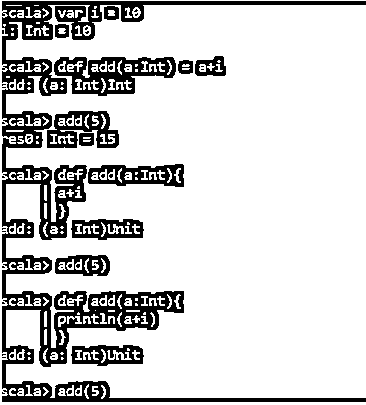 scala> var i = 10
i: Int = 10
scala> def add(a:Int) = a+i
add: (a: Int)Int
scala> add(5)
res0: Int = 15
scala> def add(a:Int){
| a+i
| }
add: (a: Int)Unit
scala> add(5)
scala> def add(a:Int){
| println(a+i)
| }
add: (a: Int)Unit
scala> add(5)